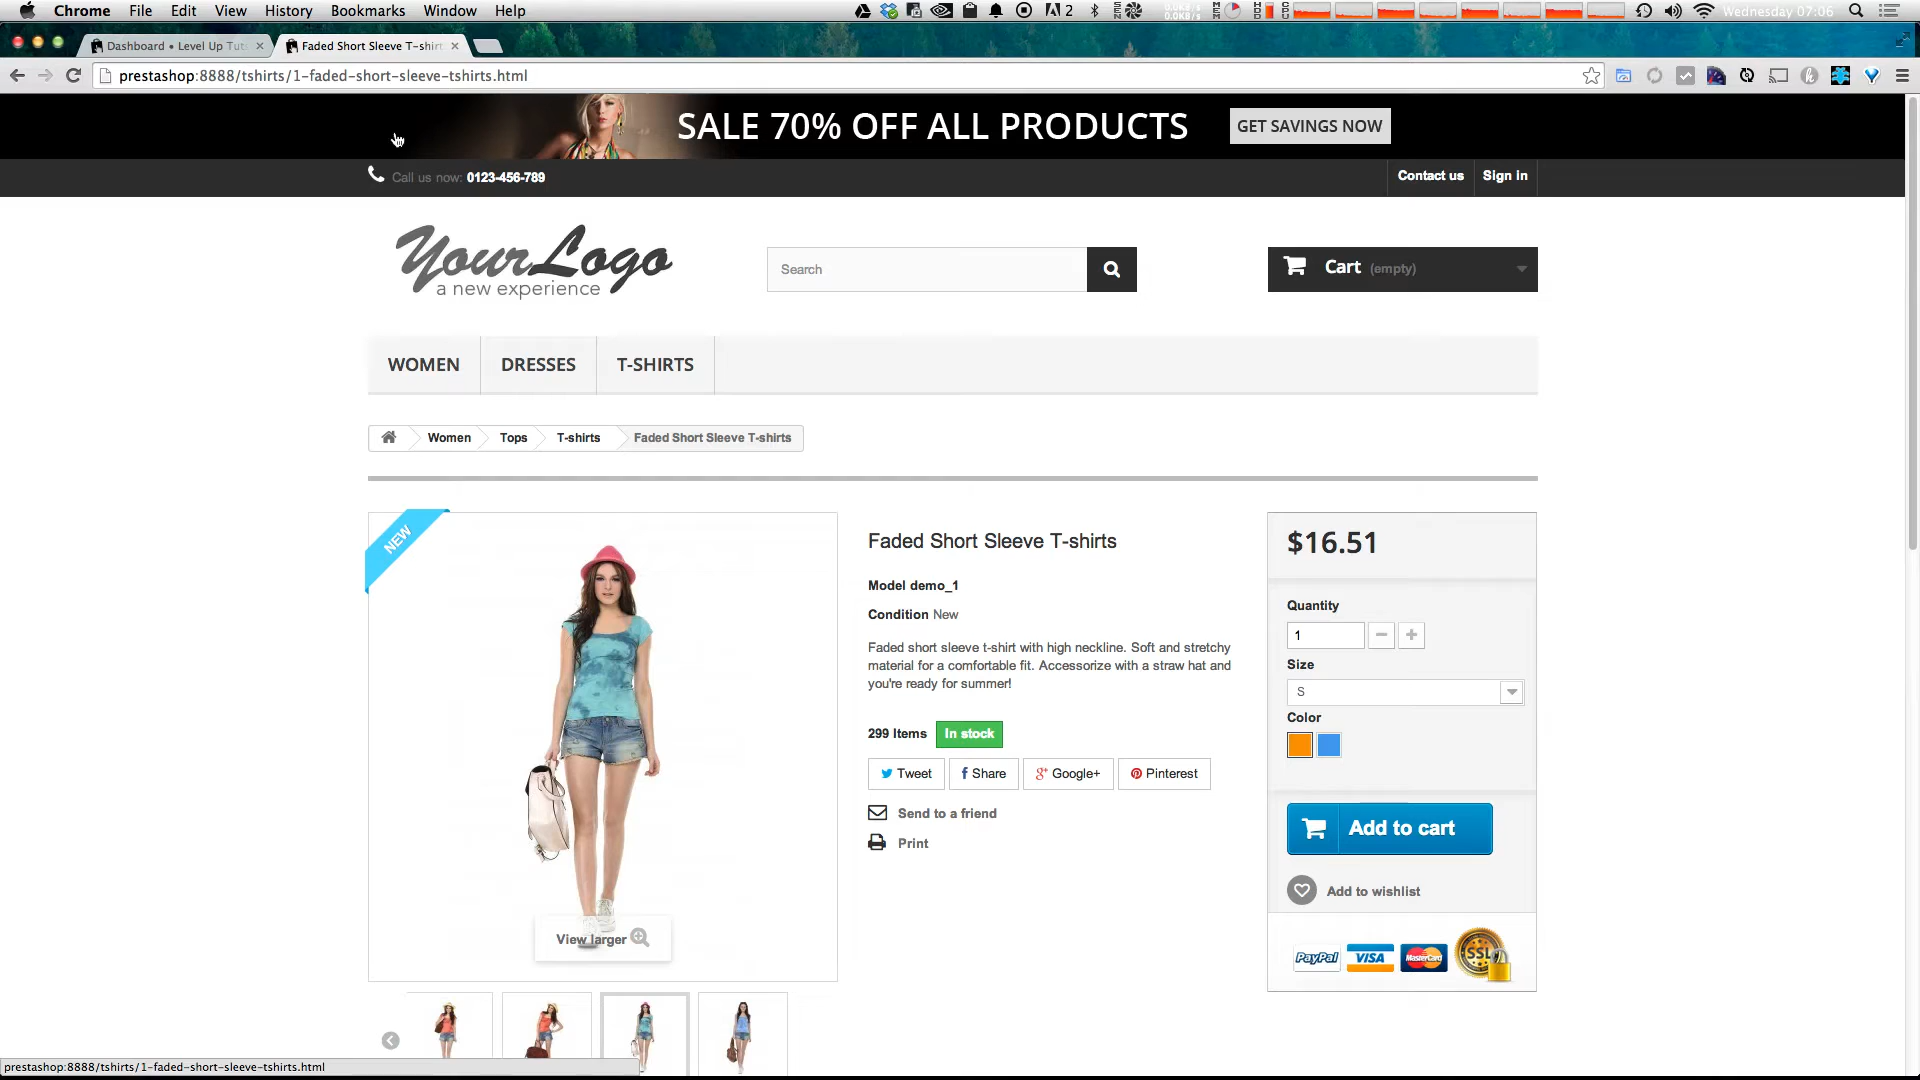 Chrome File Edit View History Bookmarks Window Help
2
Wednesday 07:06
Dashboard • Level Up Tut
Faded Short Sleeve T-shirt
prestashop:8888/tshirts/1-faded-short-sleeve-tshirts.html
SALE 70% OFF ALL PRODUCTS
GET SAVINGS NOW
Call us now: 0123-456-789
Contact us
Sign in
YourLogo
a new experience
Search
Cart (empty)
WOMEN
DRESSES
T-SHIRTS
Women
Tops
T-shirts
Faded Short Sleeve T-shirts
NEW
Faded Short Sleeve T-shirts
Model demo_1
Condition New
Faded short sleeve t-shirt with high neckline. Soft and stretchy
material for a comfortable fit. Accessorize with a straw hat and
you're ready for summer!
299 Items
In stock
Tweet
Share
Google+
Pinterest
Send to a friend
Print
View larger
$16.51
Quantity
1
Size
S
Color
Add to cart
Add to wishlist
PayPal
VISA
MasterCard
SSL
prestashop:8888/tshirts/1-faded-short-sleeve-tshirts.html